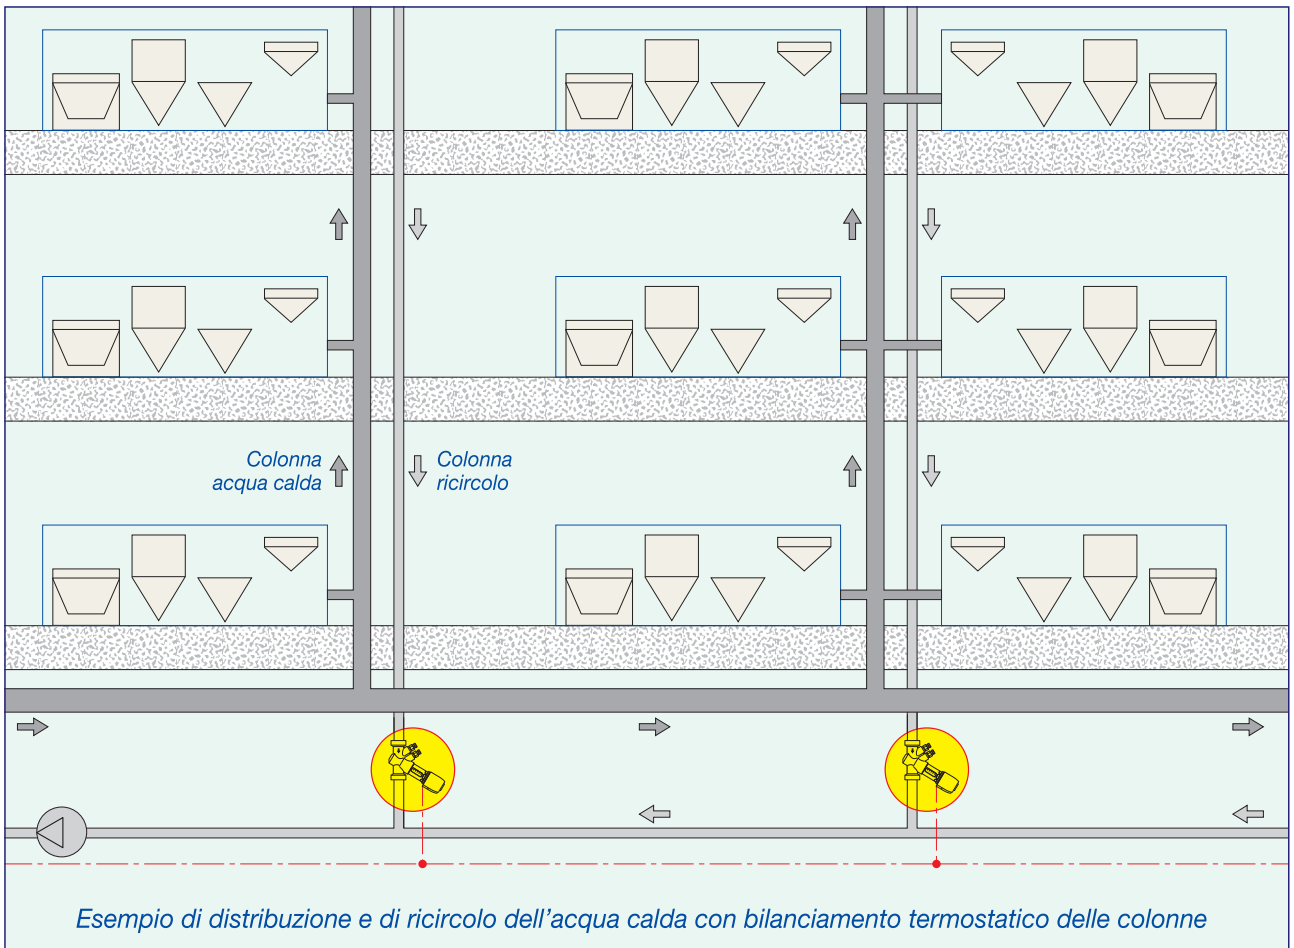 Colonna
acqua calda
Colonna
ricircolo
Esempio di distribuzione e di ricircolo dell’acqua calda con bilanciamento termostatico delle colonne